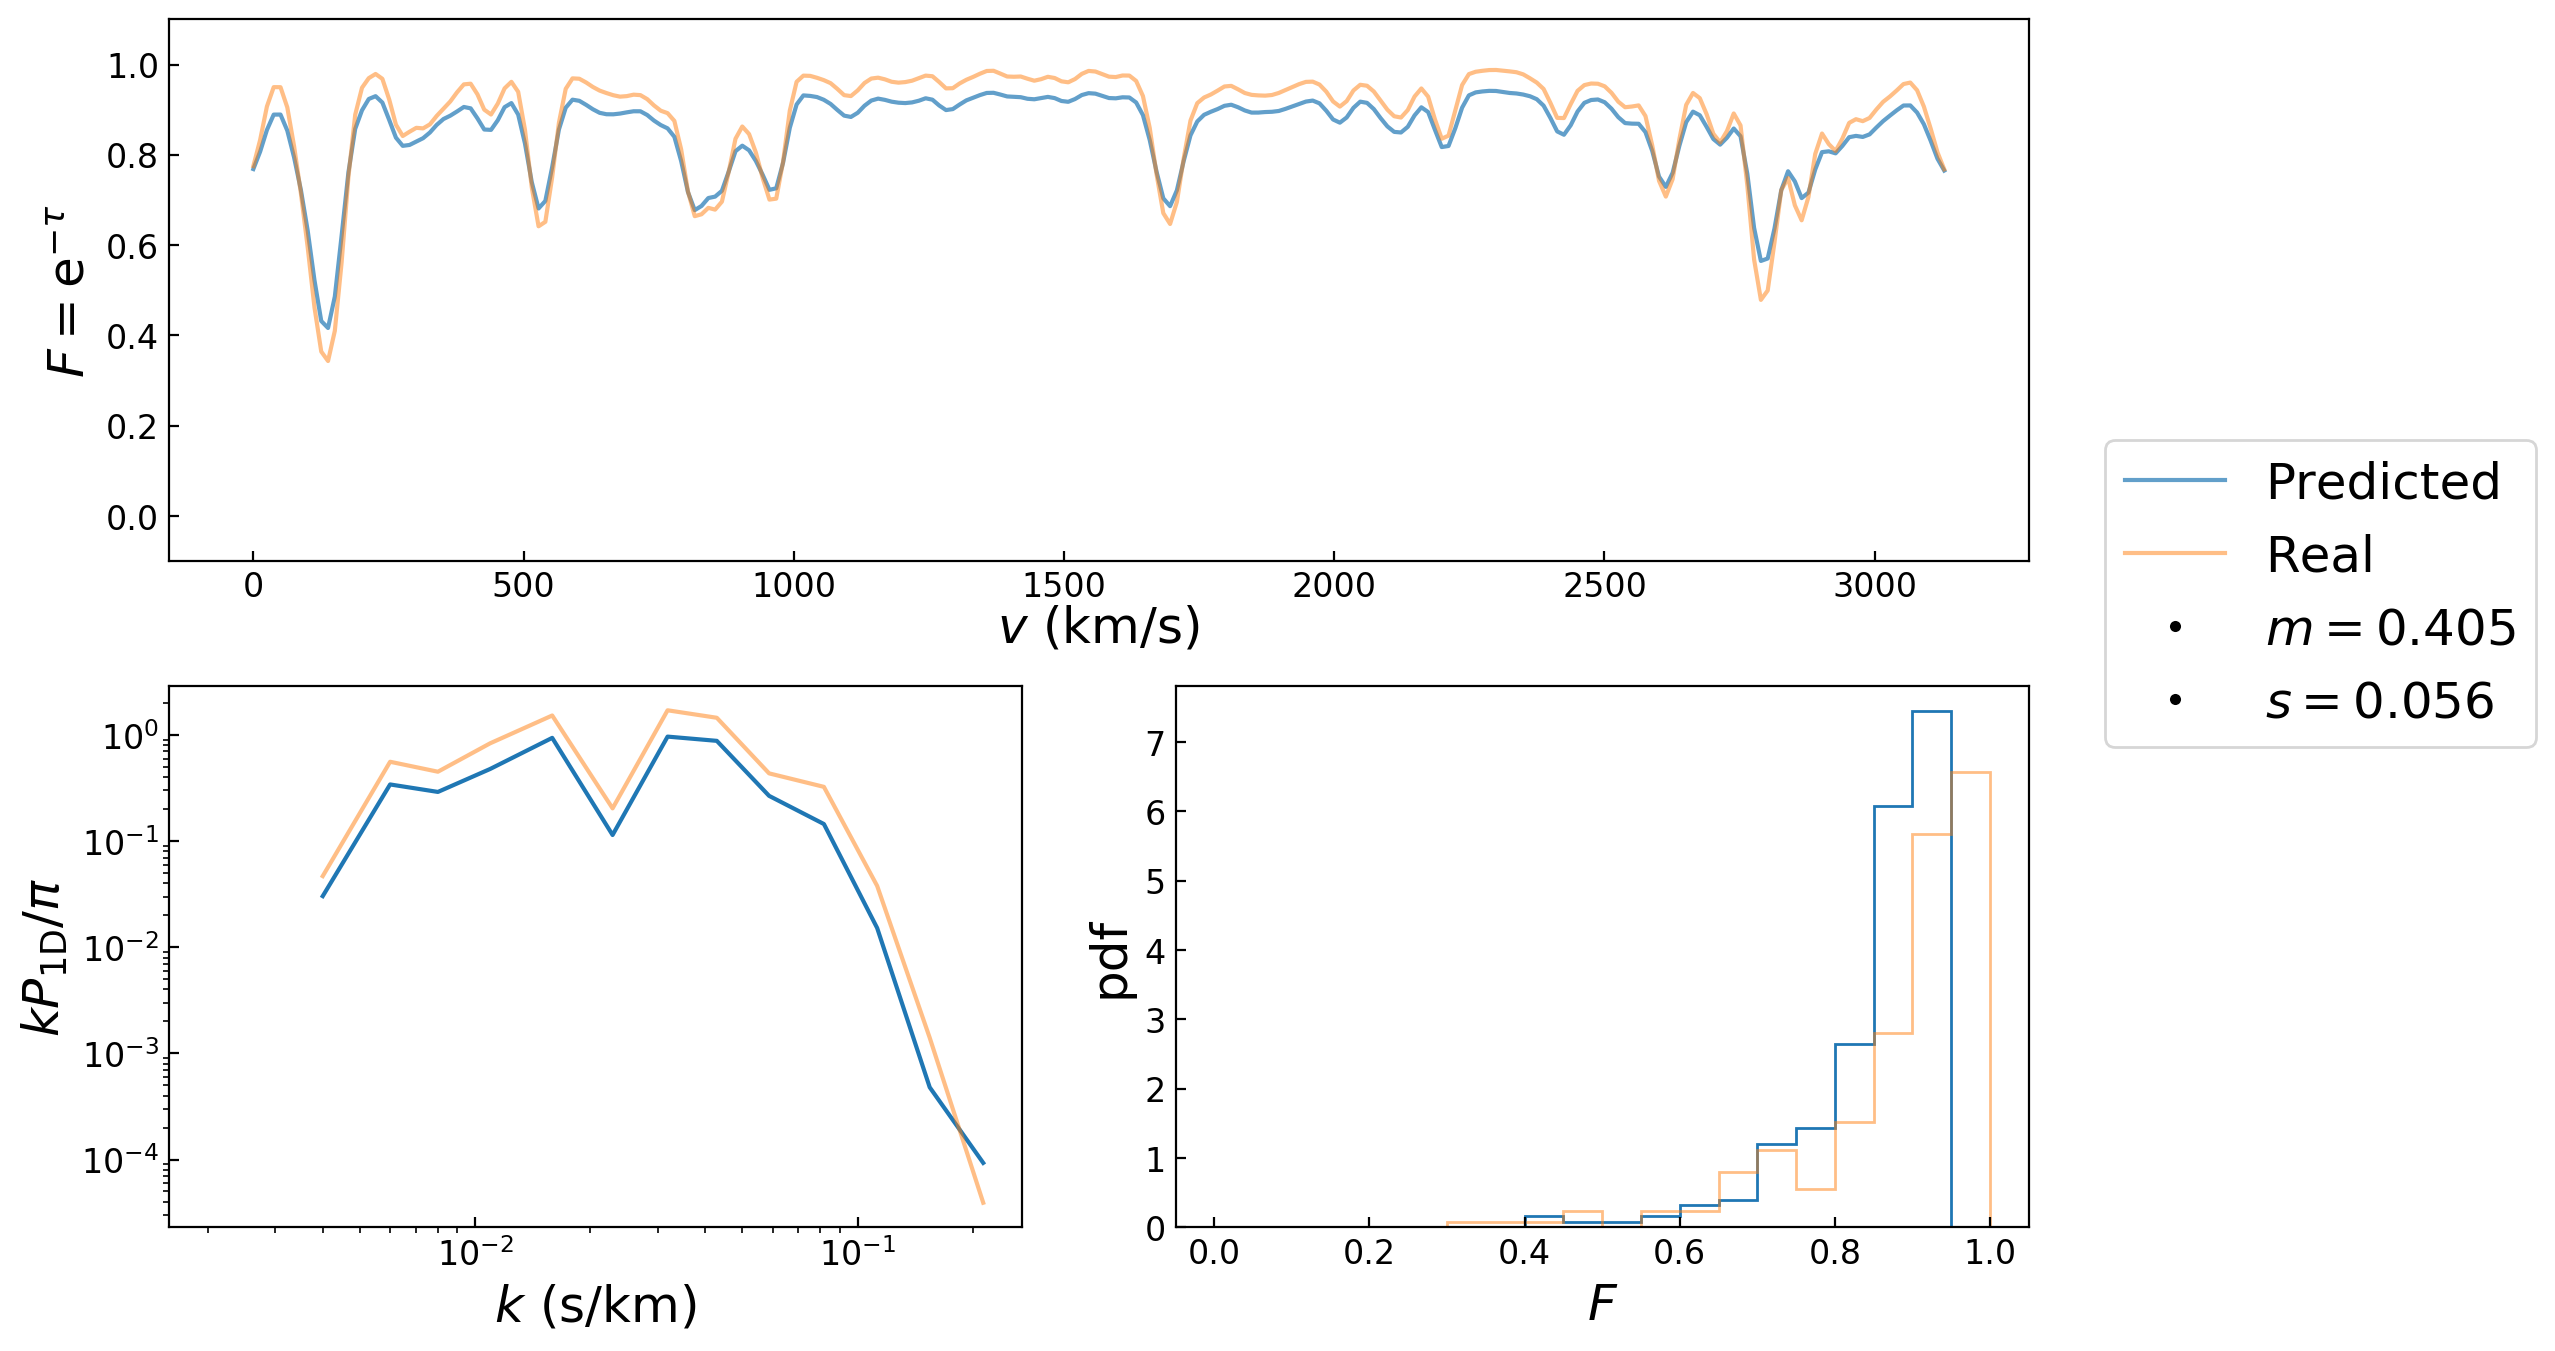 1.0
0.8
0.6
0.4
0.2
0.0
F = e^{−τ}
0 500 1000 1500 2000 2500 3000
v (km/s)
Predicted
Real
m = 0.405
s = 0.056
10^0
10^{−1}
10^{−2}
10^{−3}
10^{−4}
kP_{1D}/π
10^{−2} 10^{−1}
k (s/km)
7
6
5
4
3
2
1
0
pdf
0.0 0.2 0.4 0.6 0.8 1.0
F